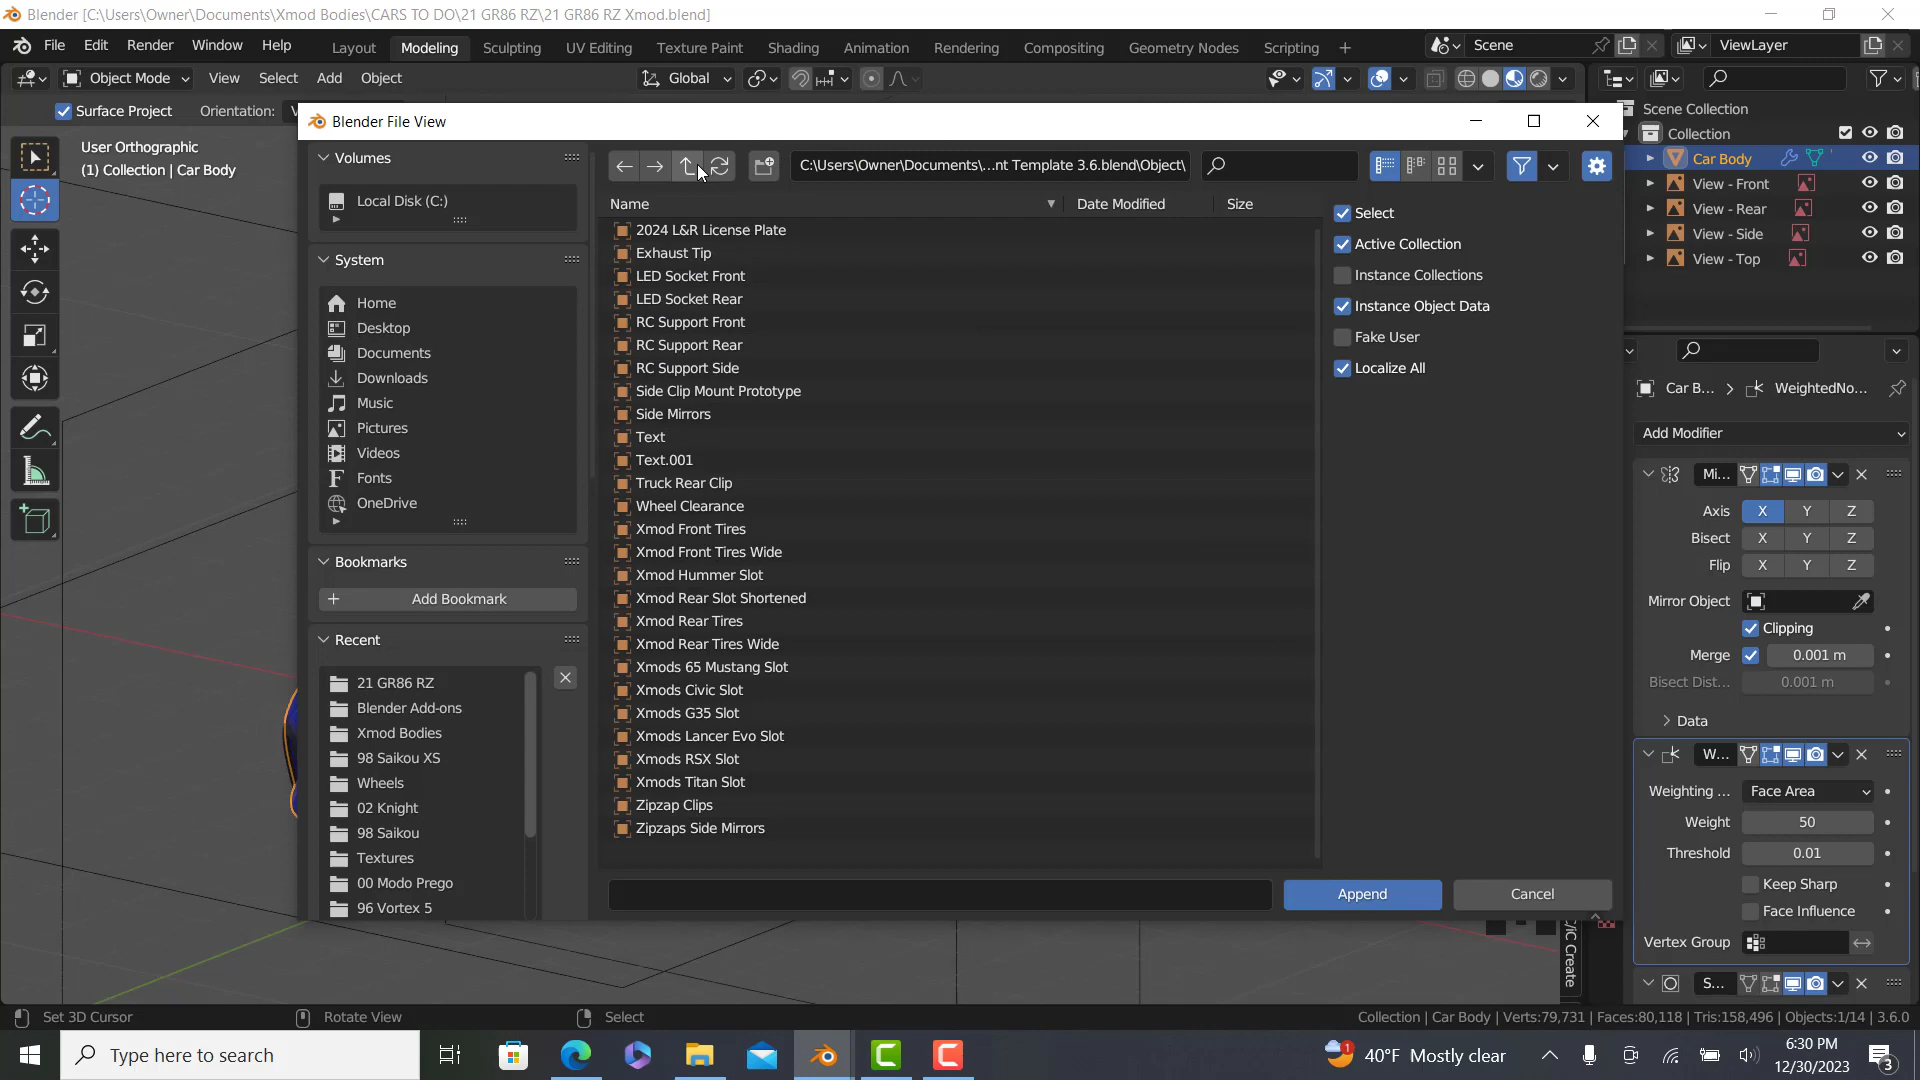 Blender [C:\Users\Owner\Documents\Xmod Bodies\CARS TO DO\21 GR86 RZ\21 GR86 RZ Xmod.blend]
File Edit Render Window Help Layout Modeling Sculpting UV Editing Texture Paint Shading Animation Rendering Compositing Geometry Nodes Scripting + Scene ViewLayer
Object Mode View Select Add Object Global
Surface Project Orientation:
Blender File View
User Orthographic
(1) Collection | Car Body
Volumes
Local Disk (C:)
System
Home
Desktop
Documents
Downloads
Music
Pictures
Videos
Fonts
OneDrive
Bookmarks
Add Bookmark
Recent
21 GR86 RZ
Blender Add-ons
Xmod Bodies
98 Saikou XS
Wheels
02 Knight
98 Saikou
Textures
00 Modo Prego
96 Vortex 5
C:\Users\Owner\Documents\...nt Template 3.6.blend\Object\
Name Date Modified Size
2024 L&R License Plate
Exhaust Tip
LED Socket Front
LED Socket Rear
RC Support Front
RC Support Rear
RC Support Side
Side Clip Mount Prototype
Side Mirrors
Text
Text.001
Truck Rear Clip
Wheel Clearance
Xmod Front Tires
Xmod Front Tires Wide
Xmod Hummer Slot
Xmod Rear Slot Shortened
Xmod Rear Tires
Xmod Rear Tires Wide
Xmods 65 Mustang Slot
Xmods Civic Slot
Xmods G35 Slot
Xmods Lancer Evo Slot
Xmods RSX Slot
Xmods Titan Slot
Zipzap Clips
Zipzaps Side Mirrors
Select
Active Collection
Instance Collections
Instance Object Data
Fake User
Localize All
Append Cancel
Scene Collection
Collection
Car Body
View - Front
View - Rear
View - Side
View - Top
Car B... > WeightedNo...
Add Modifier
Mi...
Axis X Y Z
Bisect X Y Z
Flip X Y Z
Mirror Object
Clipping
Merge 0.001 m
Bisect Dist... 0.001 m
Data
W...
Weighting ... Face Area
Weight 50
Threshold 0.01
Keep Sharp
Face Influence
Vertex Group
S...
/iC Create
Set 3D Cursor Rotate View Select Collection | Car Body | Verts:79,731 | Faces:80,118 | Tris:158,496 | Objects:1/14 | 3.6.0
Type here to search 40°F Mostly clear 6:30 PM
12/30/2023 3